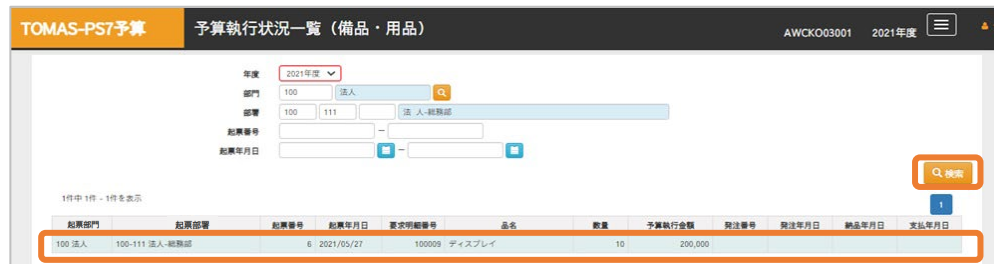 TOMAS-PS7予算 予算執行状況一覧（備品・用品） AWCKO03001 2021年度
年度 2021年度
部門 100 法人
部署 100 111 法 人-総務部
起票番号 －
起票年月日 －
検索
1件中 1件 - 1件を表示 1
起票部門 起票部署 起票番号 起票年月日 要求明細番号 品名 数量 予算執行金額 発注番号 発注年月日 納品年月日 支払年月日
100 法人 100-111 法人-総務部 6 2021/05/27 100009 ディスプレイ 10 200,000